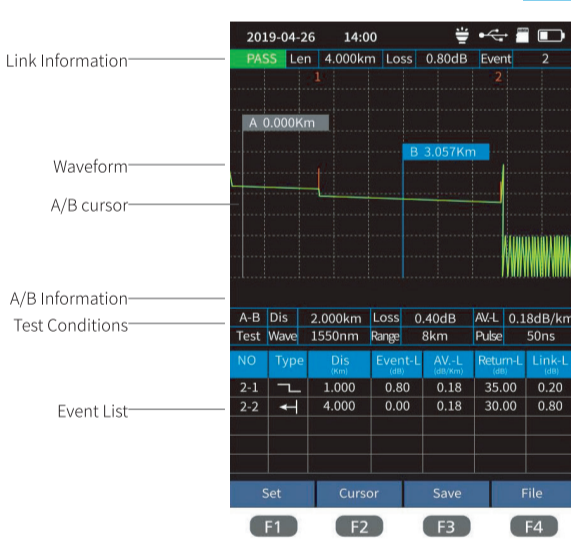 2019-04-26 14:00
Link Information
PASS Len 4.000km Loss 0.80dB Event 2
1 2
A 0.000Km
B 3.057Km
Waveform
A/B cursor
A/B Information
A-B Dis 2.000km Loss 0.40dB AV.-L 0.18dB/km
Test Conditions
Test Wave 1550nm Range 8km Pulse 50ns
NO Type Dis Event-L AV.-L Return-L Link-L
(Km) (dB) (dB/Km) (dB) (dB)
2-1 1.000 0.80 0.18 35.00 0.20
2-2 4.000 0.00 0.18 30.00 0.80
Event List
Set Cursor Save File
F1 F2 F3 F4